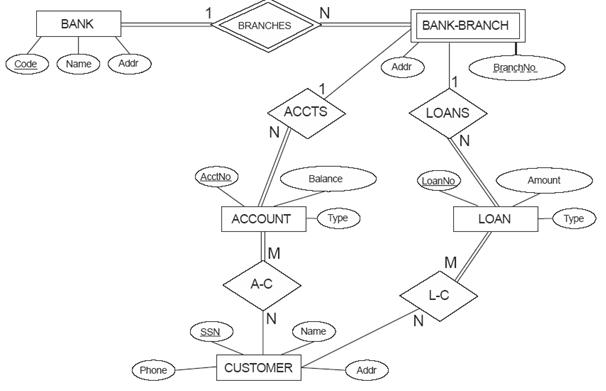 BANK
1
BRANCHES
N
BANK-BRANCH
Code
Name
Addr
Addr
BranchNo
1
ACCTS
N
1
LOANS
N
AcctNo
Balance
ACCOUNT
Type
LoanNo
Amount
LOAN
Type
M
A-C
N
M
L-C
N
SSN
Name
Phone
CUSTOMER
Addr